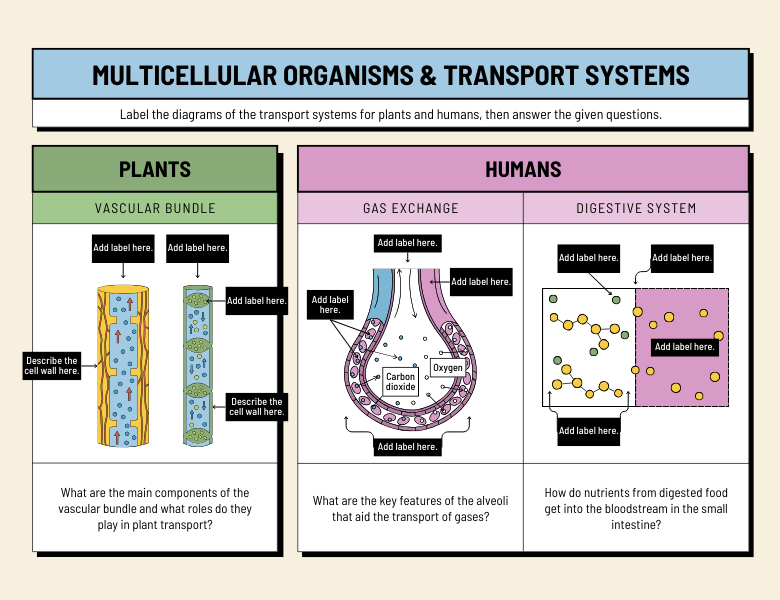 MULTICELLULAR ORGANISMS & TRANSPORT SYSTEMS
Label the diagrams of the transport systems for plants and humans, then answer the given questions.
PLANTS
VASCULAR BUNDLE
Add label here.
Add label here.
Add label here.
Describe the
cell wall here.
Describe the
cell wall here.
What are the main components of the
vascular bundle and what roles do they
play in plant transport?
HUMANS
GAS EXCHANGE
Add label here.
Add label here.
Add label
here.
Oxygen
Carbon
dioxide
Add label here.
What are the key features of the alveoli
that aid the transport of gases?
DIGESTIVE SYSTEM
Add label here.
Add label here.
Add label here.
Add label here.
How do nutrients from digested food
get into the bloodstream in the small
intestine?